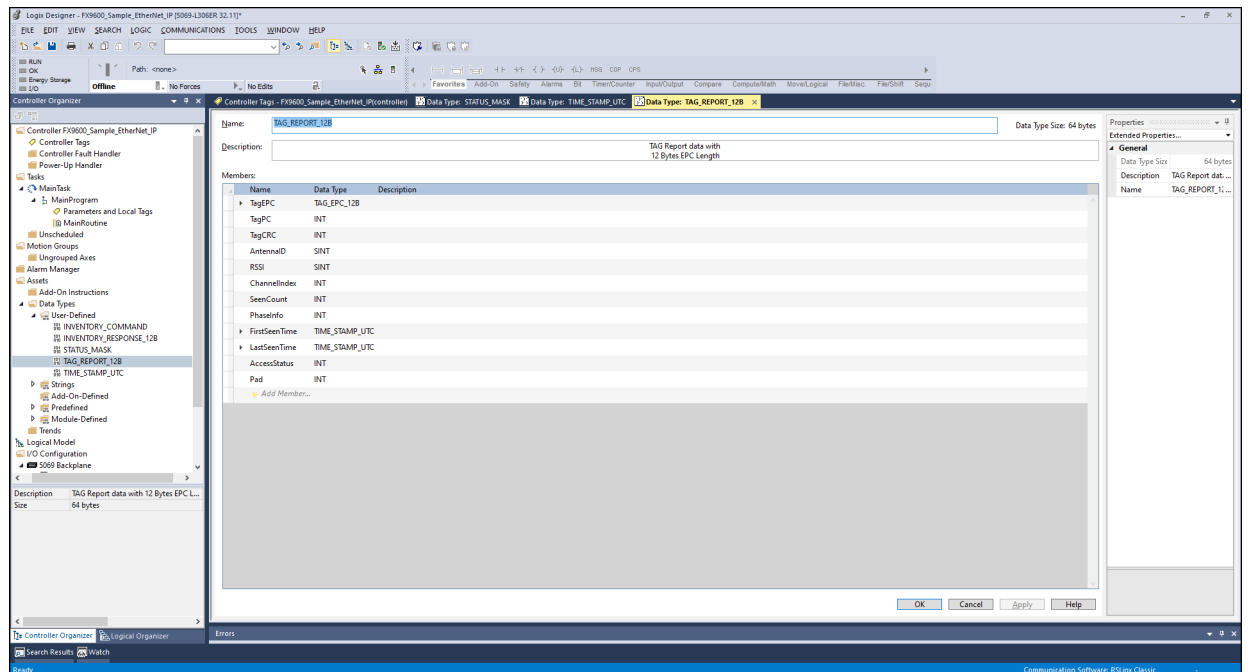 Logix Designer - FX9600_Sample_EtherNet_IP [5069-L306ER 32.11]*
FILE EDIT VIEW SEARCH LOGIC COMMUNICATIONS TOOLS WINDOW HELP
RUN
OK
Energy Storage
I/O
Path: <none>
Offline
No Forces
No Edits
Favorites Add-On Safety Alarms Bit Timer/Counter Input/Output Compare Compute/Math Move/Logical File/Misc. File/Shift Sequ
Controller Organizer
Controller Tags - FX9600_Sample_EtherNet_IP(controller)
Data Type: STATUS_MASK
Data Type: TIME_STAMP_UTC
Data Type: TAG_REPORT_12B
Controller FX9600_Sample_EtherNet_IP
Controller Tags
Controller Fault Handler
Power-Up Handler
Tasks
MainTask
MainProgram
Parameters and Local Tags
MainRoutine
Unscheduled
Motion Groups
Ungrouped Axes
Alarm Manager
Assets
Add-On Instructions
Data Types
User-Defined
INVENTORY_COMMAND
INVENTORY_RESPONSE_12B
STATUS_MASK
TAG_REPORT_12B
TIME_STAMP_UTC
Strings
Add-On-Defined
Predefined
Module-Defined
Trends
Logical Model
I/O Configuration
5069 Backplane
Description TAG Report data with 12 Bytes EPC L...
Size 64 bytes
Controller Organizer
Logical Organizer
Name: TAG_REPORT_12B
Data Type Size: 64 bytes
Description: TAG Report data with
12 Bytes EPC Length
Members:
Name Data Type Description
TagEPC TAG_EPC_12B
TagPC INT
TagCRC INT
AntennaID SINT
RSSI SINT
ChannelIndex INT
SeenCount INT
PhaseInfo INT
FirstSeenTime TIME_STAMP_UTC
LastSeenTime TIME_STAMP_UTC
AccessStatus INT
Pad INT
Add Member...
OK Cancel Apply Help
Properties
Extended Properties...
General
Data Type Size 64 bytes
Description TAG Report dat...
Name TAG_REPORT_1...
Errors
Search Results
Watch
Ready
Communication Software: RSLinx Classic